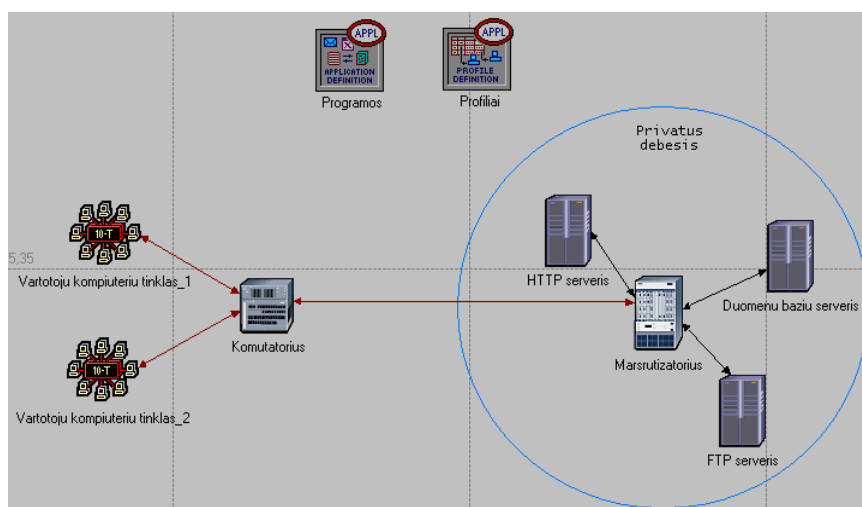 APPL
APPLICATION
DEFINITION
Programos
APPL
PROFILE
DEFINITION
Profiliai
Privatus
debesis
10-T
Vartotoju kompiuteriu tinklas_1
5,35
HTTP serveris
Duomenu baziu serveris
Komutatorius
Marsrutizatorius
10-T
Vartotoju kompiuteriu tinklas_2
FTP serveris